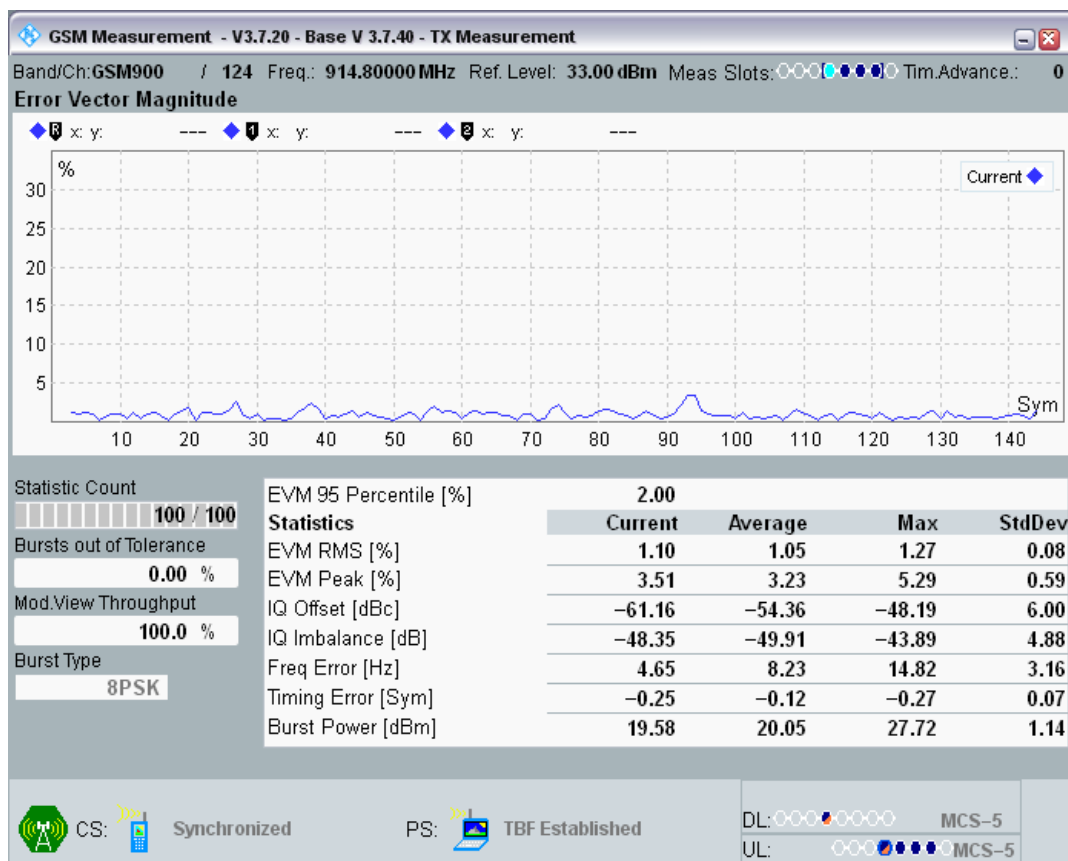 GSM Measurement - V3.7.20 - Base V 3.7.40 - TX Measurement
Band/Ch:GSM900 / 124 Freq.: 914.80000 MHz Ref. Level: 33.00 dBm Meas Slots: Tim.Advance.: 0
Error Vector Magnitude
R x: y: --- 1 x: y: --- 2 x: y: ---
%
Current
30
25
20
15
10
5
Sym
10 20 30 40 50 60 70 80 90 100 110 120 130 140
Statistic Count
100 / 100
Bursts out of Tolerance
0.00 %
Mod.View Throughput
100.0 %
Burst Type
8PSK
EVM 95 Percentile [%] 2.00
Statistics Current Average Max StdDev
EVM RMS [%] 1.10 1.05 1.27 0.08
EVM Peak [%] 3.51 3.23 5.29 0.59
IQ Offset [dBc] −61.16 −54.36 −48.19 6.00
IQ Imbalance [dB] −48.35 −49.91 −43.89 4.88
Freq Error [Hz] 4.65 8.23 14.82 3.16
Timing Error [Sym] −0.25 −0.12 −0.27 0.07
Burst Power [dBm] 19.58 20.05 27.72 1.14
CS: Synchronized PS: TBF Established
DL: MCS−5
UL: MCS−5